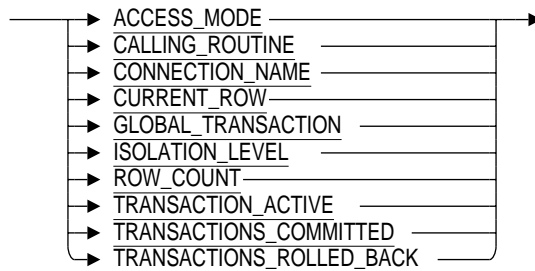 ACCESS_MODE
CALLING_ROUTINE
CONNECTION_NAME
CURRENT_ROW
GLOBAL_TRANSACTION
ISOLATION_LEVEL
ROW_COUNT
TRANSACTION_ACTIVE
TRANSACTIONS_COMMITTED
TRANSACTIONS_ROLLED_BACK